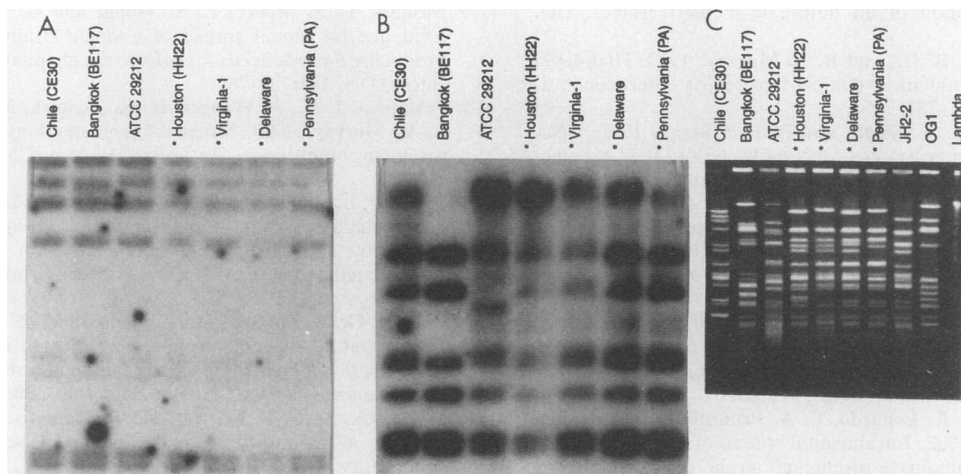 A
Chile (CE30)
Bangkok (BE117)
ATCC 29212
* Houston (HH22)
* Virginia-1
* Delaware
* Pennsylvania (PA)
B
Chile (CE30)
Bangkok (BE117)
ATCC 29212
* Houston (HH22)
* Virginia-1
* Delaware
* Pennsylvania (PA)
C
Chile (CE30)
Bangkok (BE117)
ATCC 29212
* Houston (HH22)
* Virginia-1
* Delaware
* Pennsylvania (PA)
JH2-2
OG1
Lambda